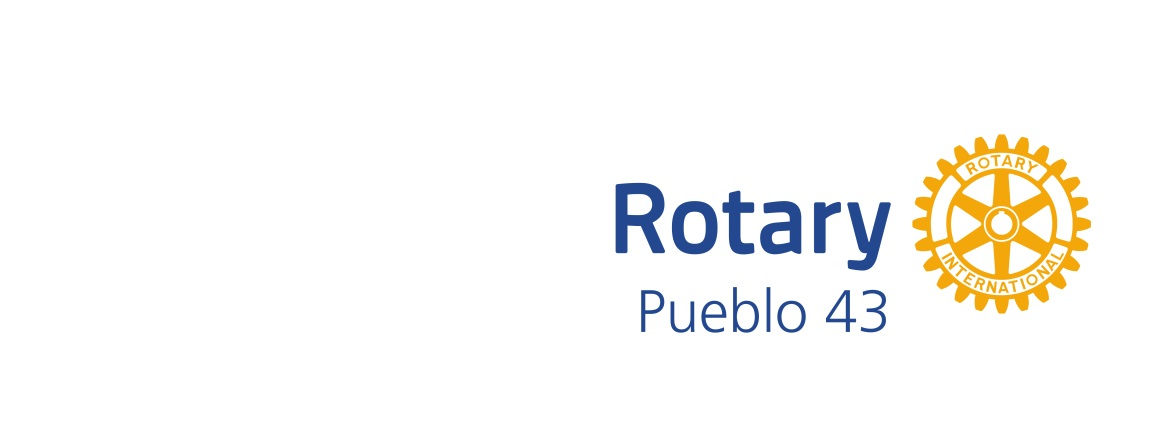 Rotary
Pueblo 43
ROTARY
INTERNATIONAL